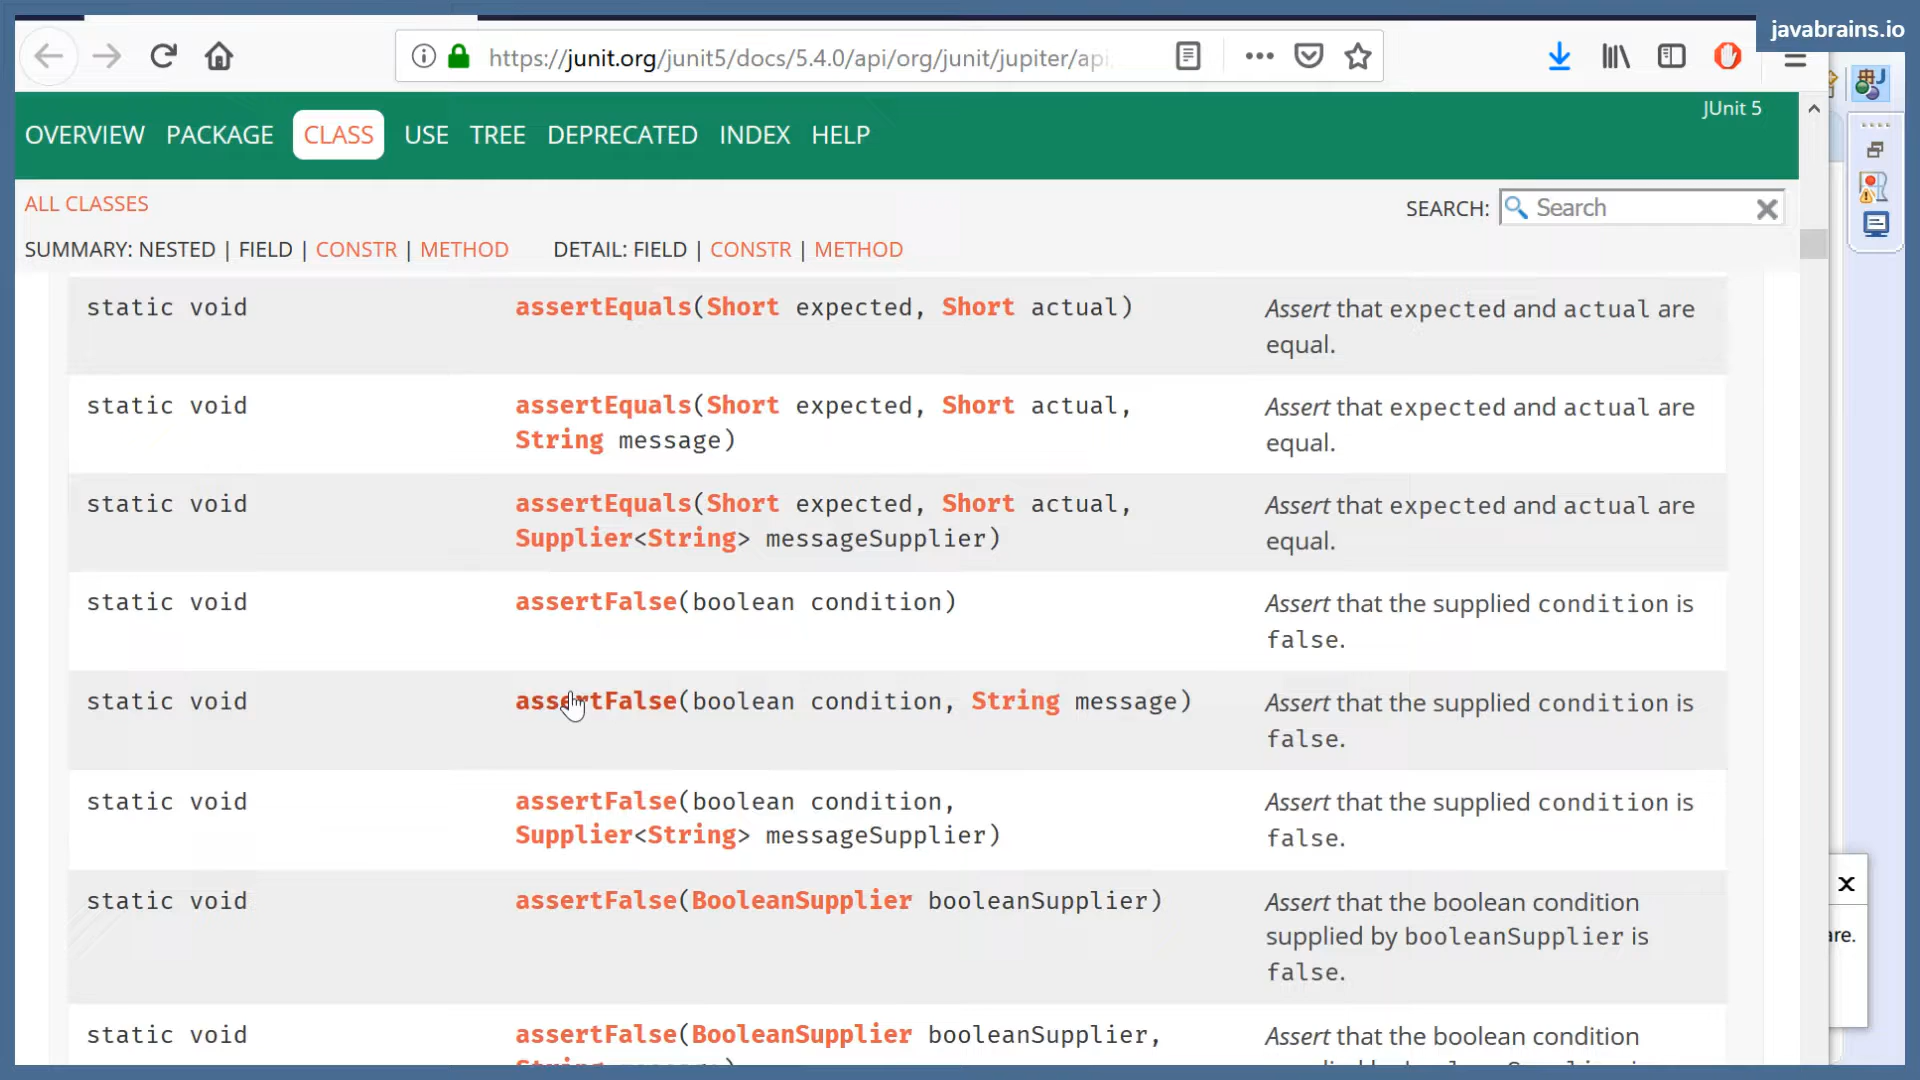 javabrains.io
https://junit.org/junit5/docs/5.4.0/api/org/junit/jupiter/api.
JUnit 5
OVERVIEW PACKAGE CLASS USE TREE DEPRECATED INDEX HELP
ALL CLASSES
SEARCH: Search
SUMMARY: NESTED | FIELD | CONSTR | METHOD DETAIL: FIELD | CONSTR | METHOD
static void assertEquals(Short expected, Short actual) Assert that expected and actual are
equal.
static void assertEquals(Short expected, Short actual, Assert that expected and actual are
String message) equal.
static void assertEquals(Short expected, Short actual, Assert that expected and actual are
Supplier<String> messageSupplier) equal.
static void assertFalse(boolean condition) Assert that the supplied condition is
false.
static void assertFalse(boolean condition, String message) Assert that the supplied condition is
false.
static void assertFalse(boolean condition, Assert that the supplied condition is
Supplier<String> messageSupplier) false.
static void assertFalse(BooleanSupplier booleanSupplier) Assert that the boolean condition
supplied by booleanSupplier is
false.
are.
static void assertFalse(BooleanSupplier booleanSupplier, Assert that the boolean condition